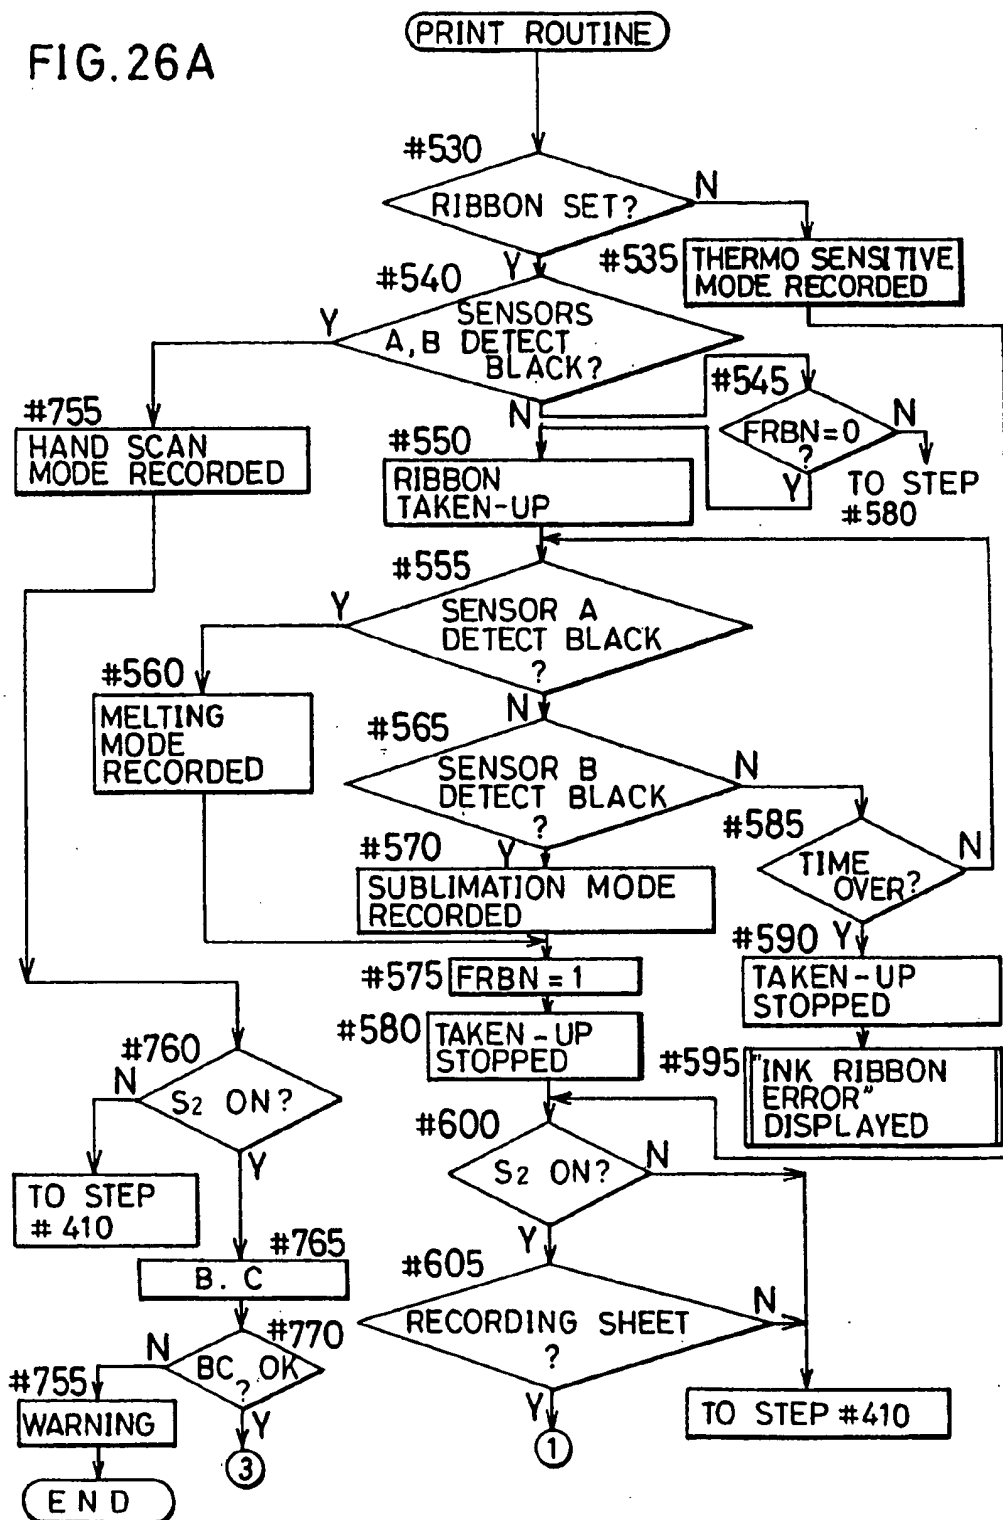 FIG.26A
PRINT ROUTINE
#530
RIBBON SET?
N
Y
#535
THERMO SENSITIVE
MODE RECORDED
#540
SENSORS
A,B DETECT
BLACK?
Y
N
#545
FRBN=0
?
N
Y
TO STEP
#580
#755
HAND SCAN
MODE RECORDED
#550
RIBBON
TAKEN-UP
#555
SENSOR A
DETECT BLACK
?
Y
N
#560
MELTING
MODE
RECORDED
#565
SENSOR B
DETECT BLACK
?
N
Y
#570
SUBLIMATION MODE
RECORDED
#585
TIME
OVER?
N
Y
#590
TAKEN-UP
STOPPED
#575
FRBN=1
#580
TAKEN-UP
STOPPED
#595
"INK RIBBON
ERROR"
DISPLAYED
#760
S2 ON?
N
Y
TO STEP
#410
#600
S2 ON?
N
Y
#765
B.C
#605
RECORDING SHEET
?
N
Y
#770
BC OK
?
N
Y
#755
WARNING
TO STEP #410
1
3
END